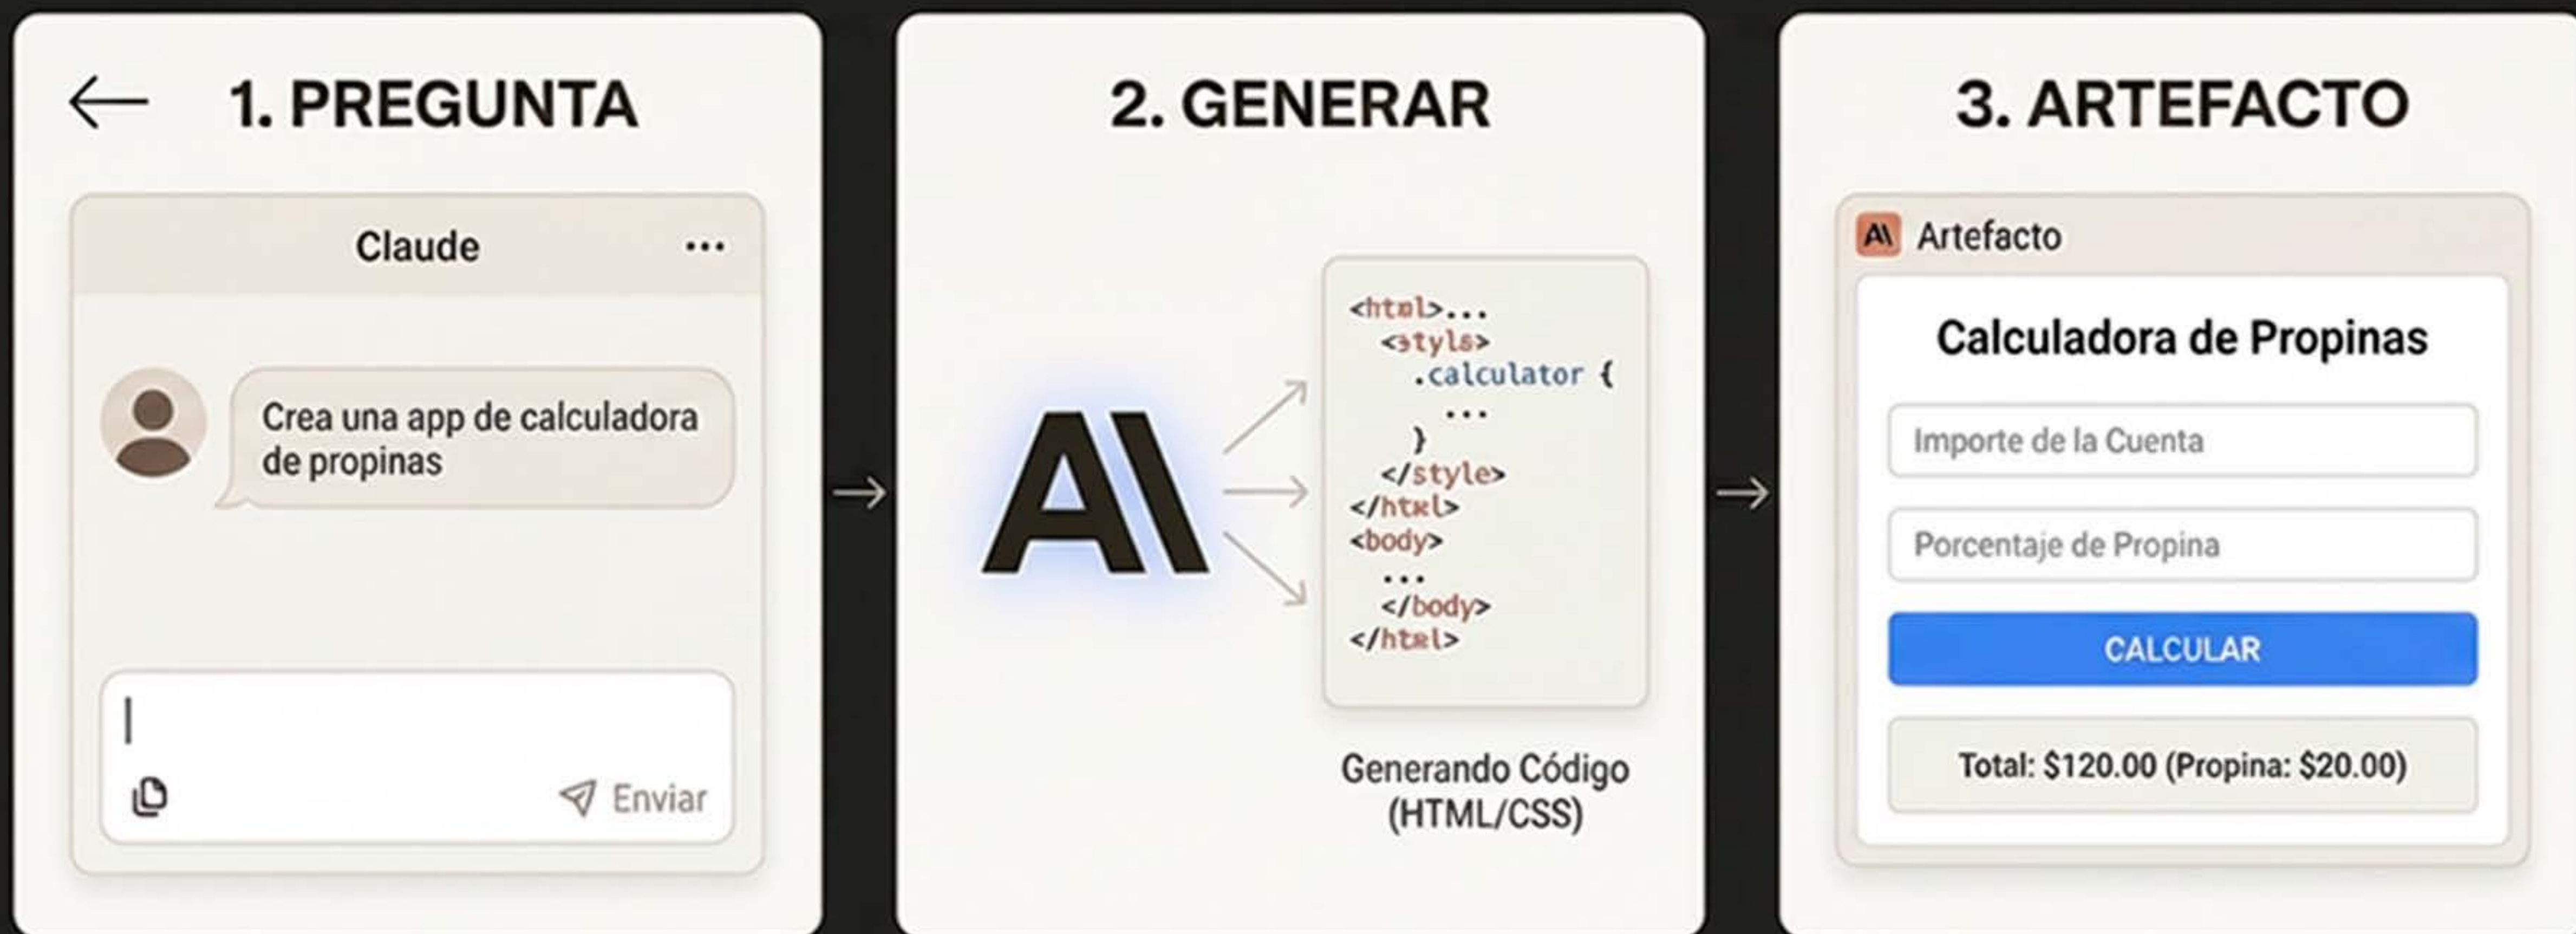 1. PREGUNTA
Claude
Crea una app de calculadora
de propinas
Enviar
2. GENERAR
<html>...
<style>
.calculator {
...
}
</style>
</html>
<body>
...
</body>
</html>
Generando Código
(HTML/CSS)
3. ARTEFACTO
A\ Artefacto
Calculadora de Propinas
Importe de la Cuenta
Porcentaje de Propina
CALCULAR
Total: $120.00 (Propina: $20.00)